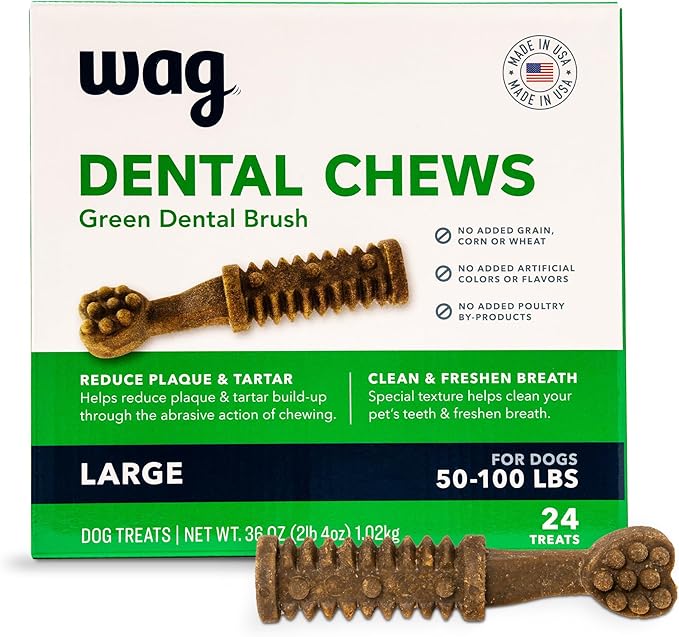 wag
MADE IN USA
MADE IN USA
DENTAL CHEWS
Green Dental Brush
NO ADDED GRAIN,
CORN OR WHEAT
NO ADDED ARTIFICIAL
COLORS OR FLAVORS
NO ADDED POULTRY
BY-PRODUCTS
REDUCE PLAQUE & TARTAR
Helps reduce plaque & tartar build-up
through the abrasive action of chewing.
CLEAN & FRESHEN BREATH
Special texture helps clean your
pet's teeth & freshen breath.
LARGE
FOR DOGS
50-100 LBS
24
TREATS
DOG TREATS | NET WT. 36 OZ (2lb 4oz) 1.02kg